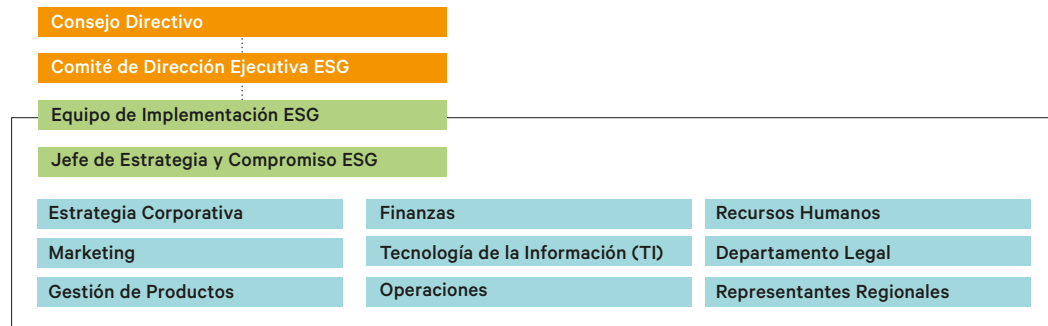 Consejo Directivo
Comité de Dirección Ejecutiva ESG
Equipo de Implementación ESG
Jefe de Estrategia y Compromiso ESG
Estrategia Corporativa
Finanzas
Recursos Humanos
Marketing
Tecnología de la Información (TI)
Departamento Legal
Gestión de Productos
Operaciones
Representantes Regionales